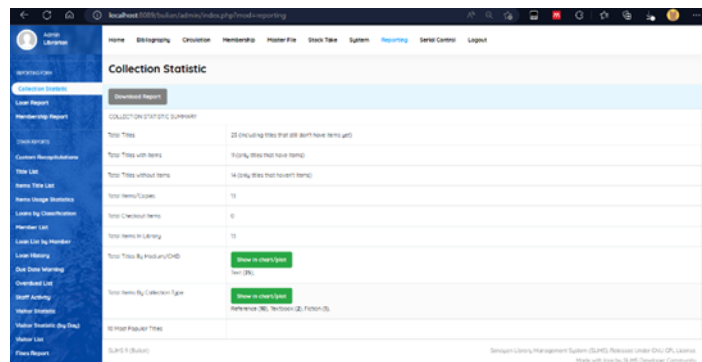 localhost:8009/bulian/admin/index.php?mod=reporting
Admin
Librarian
Home Bibliography Circulation Membership Master File Stock Take System Reporting Serial Control Logout
Collection Statistic
REPORTING FORM
Collection Statistic
Download Report
Loan Report
Membership Report
COLLECTION STATISTIC SUMMARY
Total Titles
(including titles that still don't have items yet)
OTHER REPORTS
Custom Recapitulations
Total Titles with Items
(only titles that have items)
Title List
Items Title List
Total Titles without Items
14 (only titles that haven't items)
Items Usage Statistics
Loans by Classification
Total Items/Copies
13
Member List
Total Checkout Items
0
Loan List by Member
Loan History
Total Items In Library
13
Due Date Warning
Total Titles By Medium/GMD
Show in chart/plot
Overdued List
Text
Staff Activity
Visitor Statistic
Total Items By Collection Type
Show in chart/plot
Visitor Statistic (by Day)
Reference (10), Textbook (2), Fiction (1),
Visitor List
10 Most Popular Titles
Fines Report
SLiMS 9 (Bulian)
Senayan Library Management System (SLiMS). Released Under GNU GPL License.
Made with love by SLiMS Developer Community